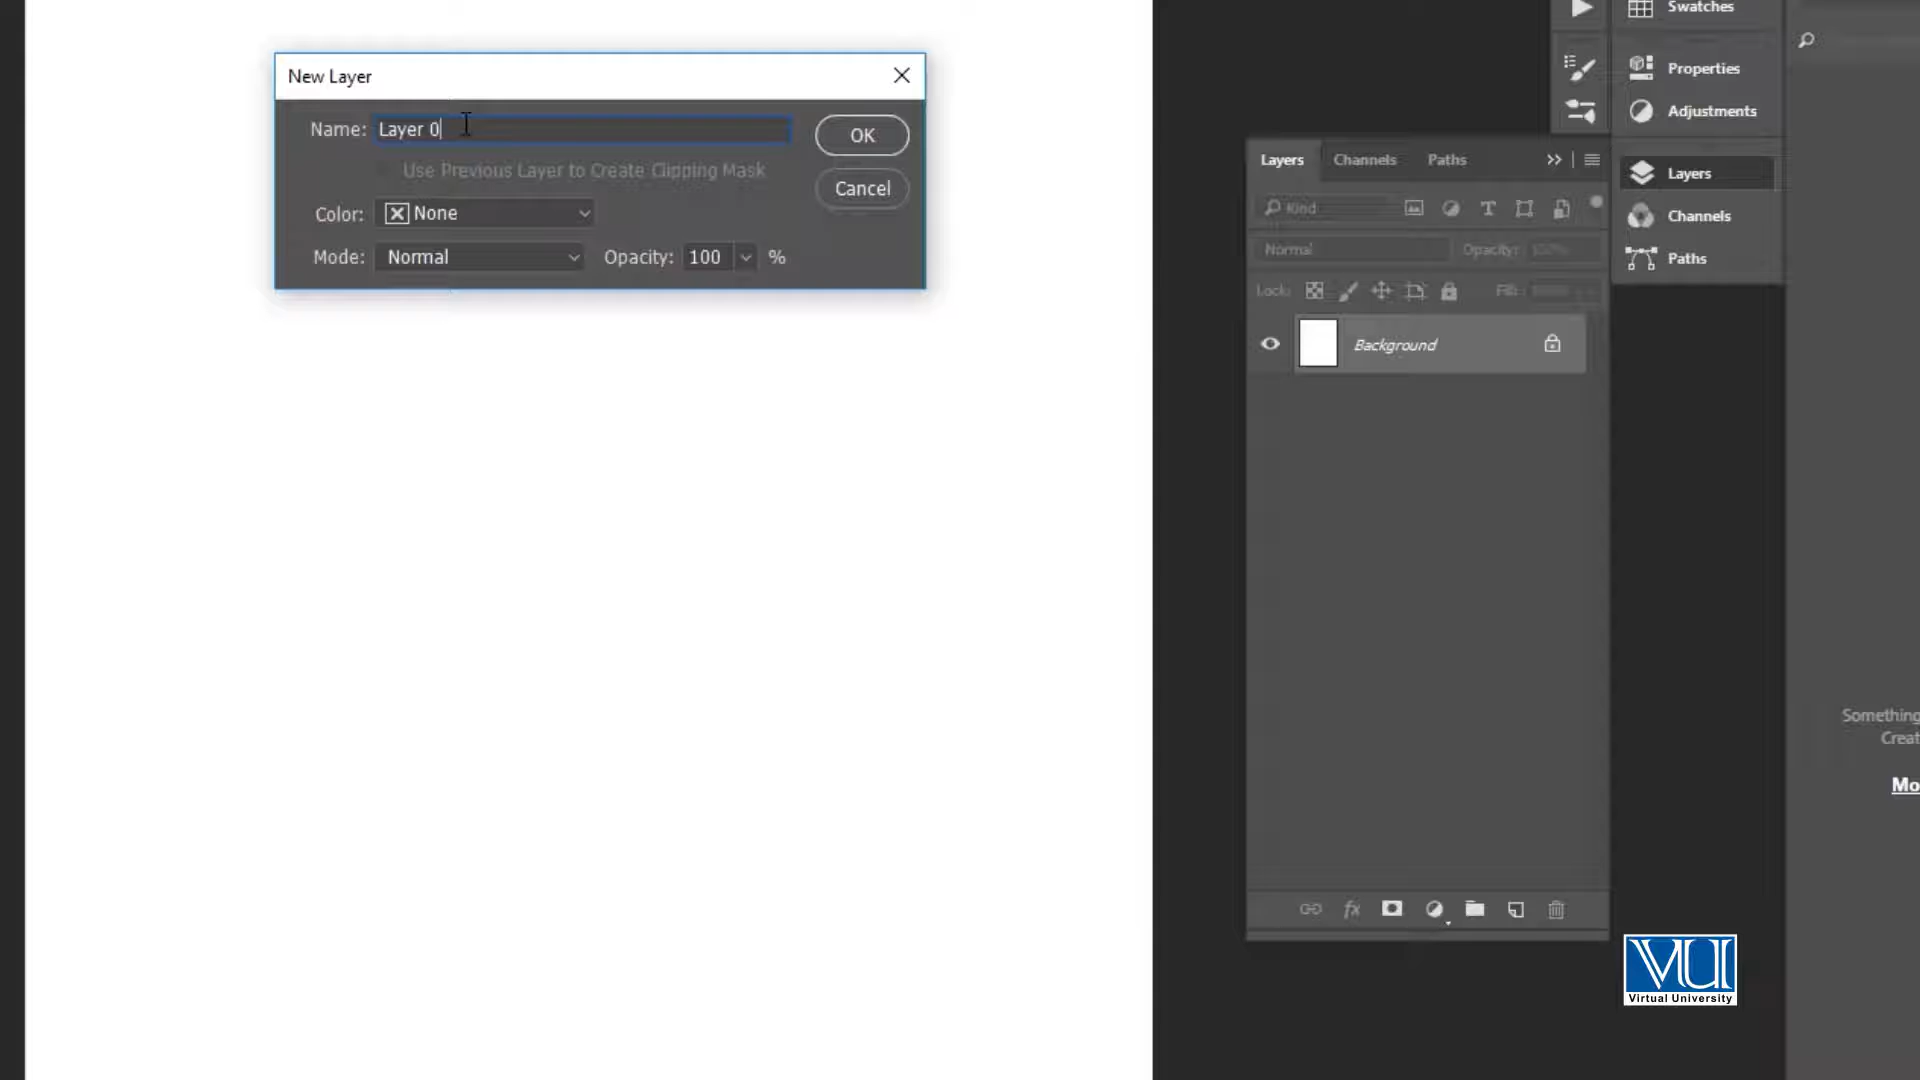 New Layer
Name: Layer 0
OK
Use Previous Layer to Create Clipping Mask
Cancel
Color: None
Mode: Normal Opacity: 100 %
Swatches
Properties
Adjustments
Layers
Channels
Paths
Layers Channels Paths
Kind
Normal Opacity: 100%
Lock: Fill:
Background
fx
Something
Creat
Mo
VU
Virtual University